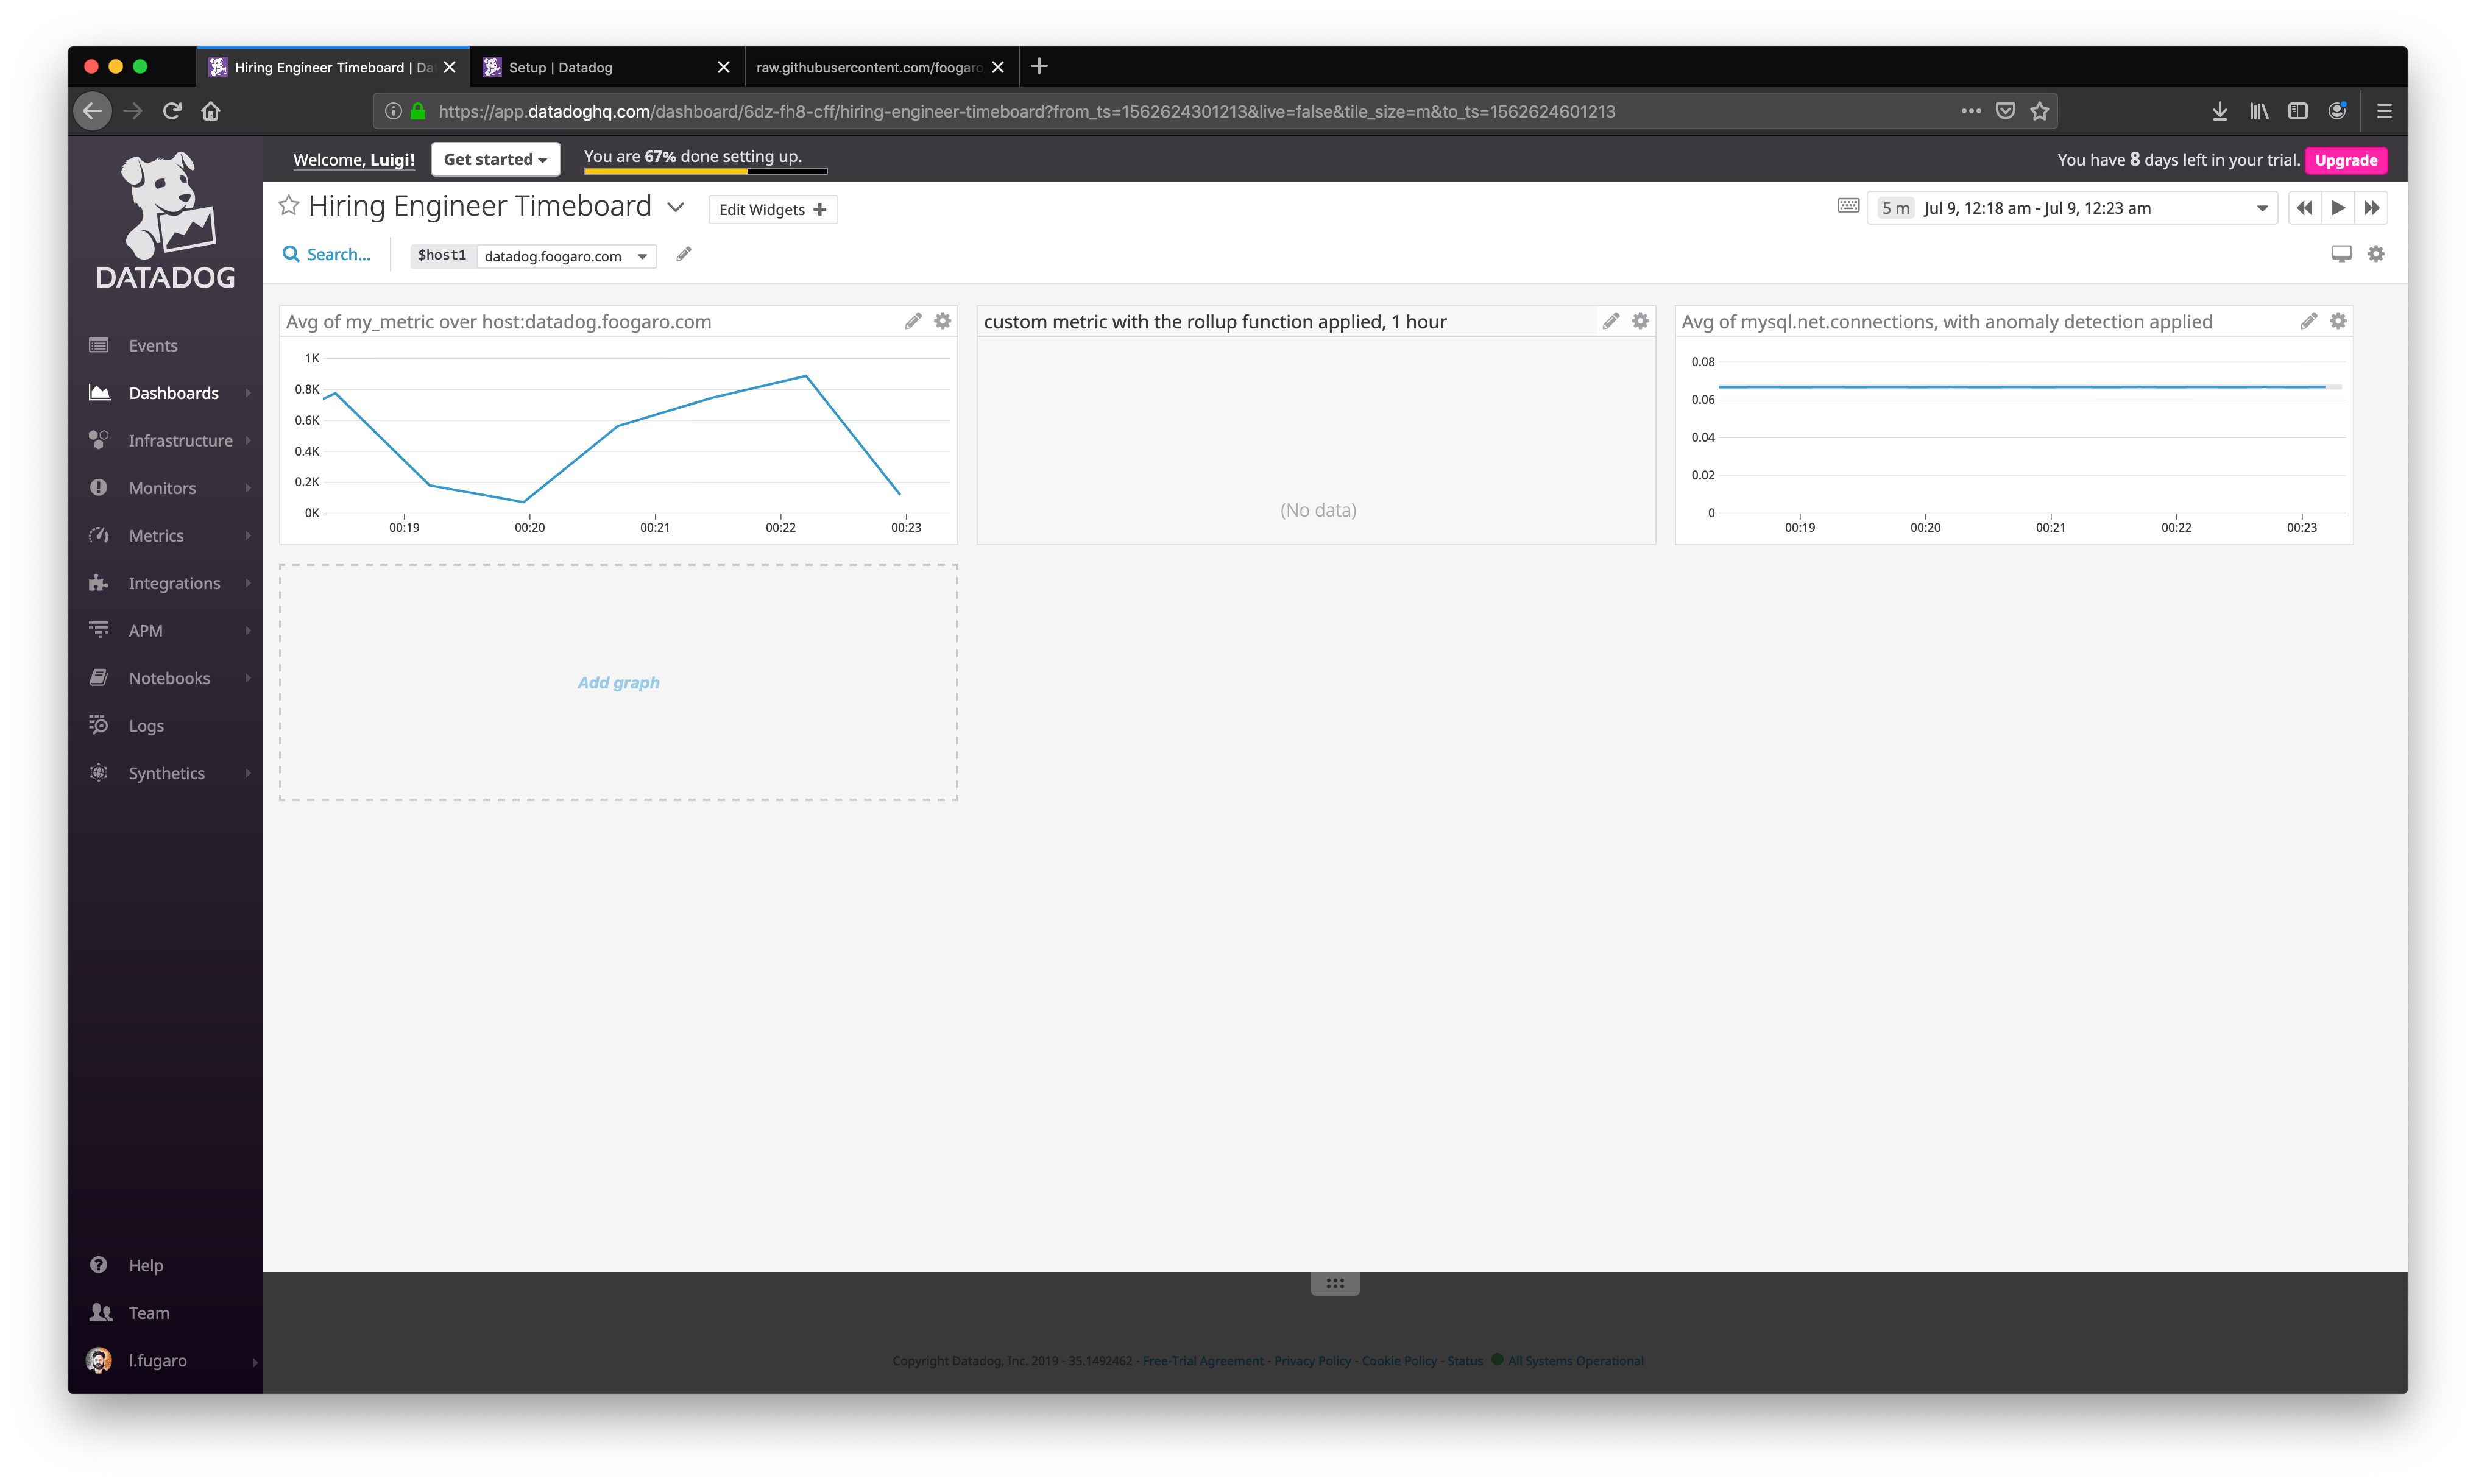 Hiring Engineer Timeboard | Da
Setup | Datadog
raw.githubusercontent.com/foogaro
https://app.datadoghq.com/dashboard/6dz-fh8-cff/hiring-engineer-timeboard?from_ts=1562624301213&live=false&tile_size=m&to_ts=1562624601213
DATADOG
Events
Dashboards
Infrastructure
Monitors
Metrics
Integrations
APM
Notebooks
Logs
Synthetics
Help
Team
l.fugaro
Welcome, Luigi!
Get started
You are 67% done setting up.
You have 8 days left in your trial.
Upgrade
Hiring Engineer Timeboard
Edit Widgets +
5 m Jul 9, 12:18 am - Jul 9, 12:23 am
Search...
$host1 datadog.foogaro.com
Avg of my_metric over host:datadog.foogaro.com
1K
0.8K
0.6K
0.4K
0.2K
0K
00:19 00:20 00:21 00:22 00:23
custom metric with the rollup function applied, 1 hour
(No data)
Avg of mysql.net.connections, with anomaly detection applied
0.08
0.06
0.04
0.02
0
00:19 00:20 00:21 00:22 00:23
Add graph
Copyright Datadog, Inc. 2019 - 35.1492462 - Free-Trial Agreement - Privacy Policy - Cookie Policy - Status All Systems Operational